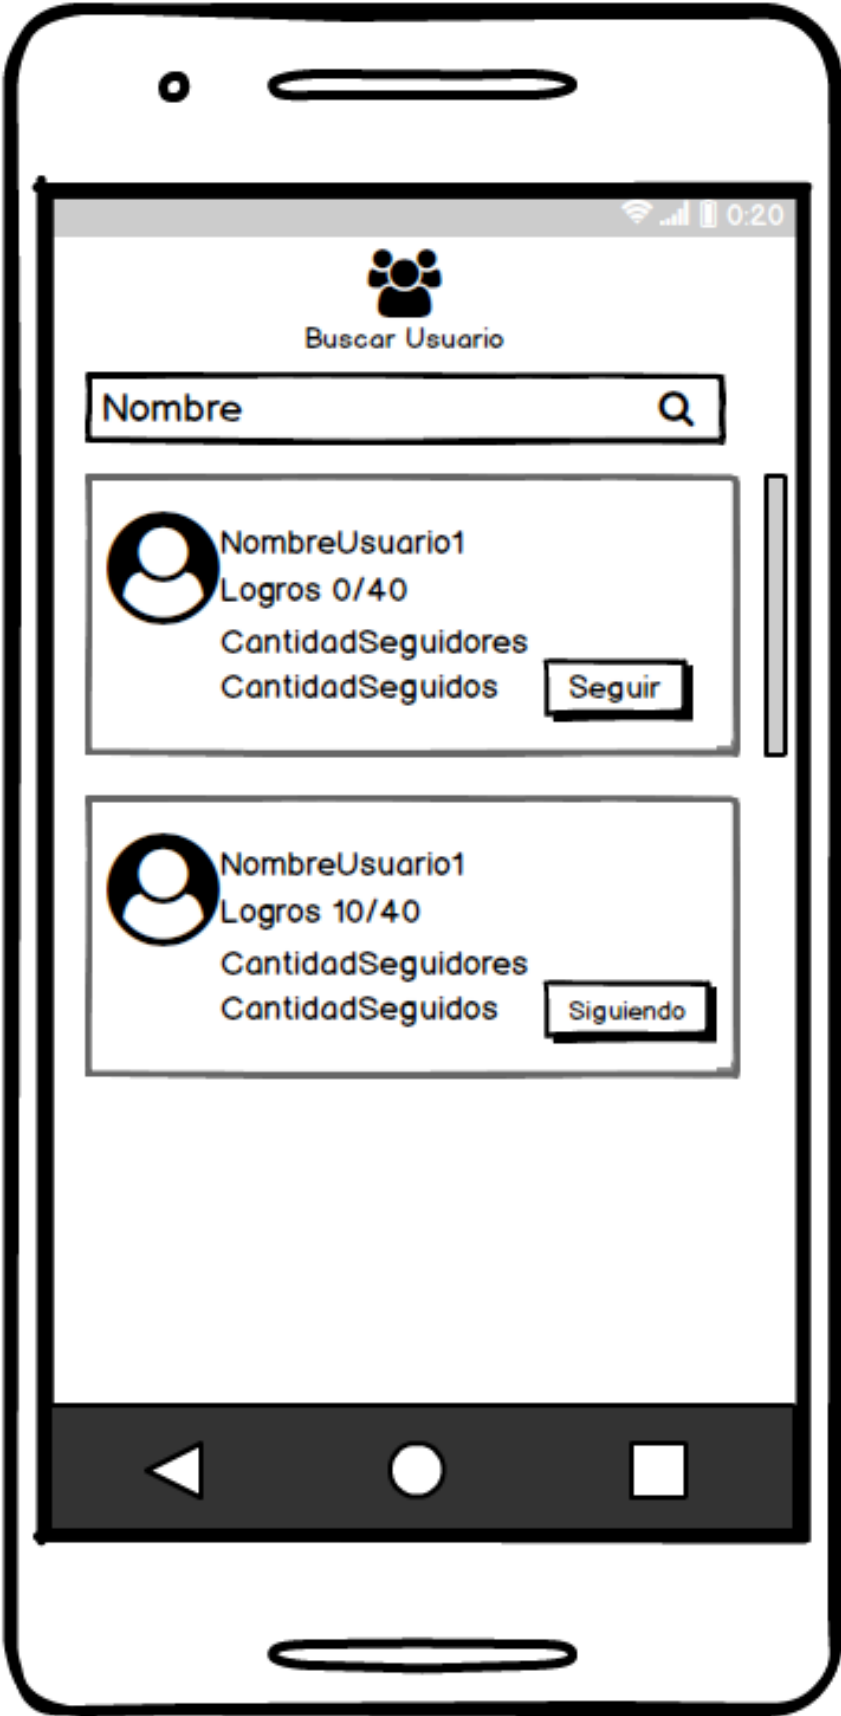 0:20
Buscar Usuario
Nombre
NombreUsuario1
Logros 0/40
CantidadSeguidores
CantidadSeguidos
Seguir
NombreUsuario1
Logros 10/40
CantidadSeguidores
CantidadSeguidos
Siguiendo